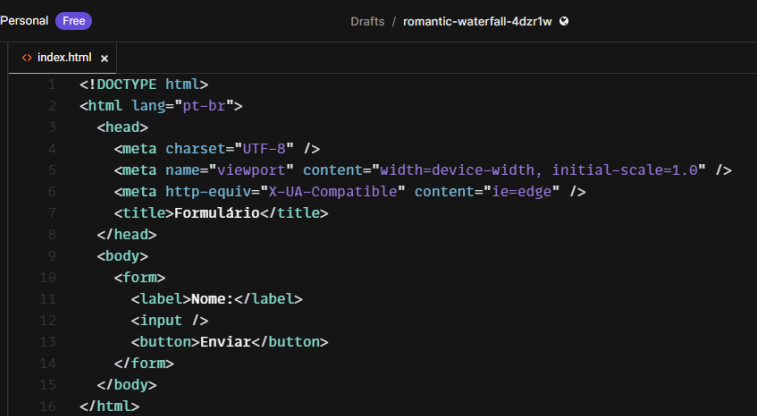 Personal Free Drafts / romantic-waterfall-4dzr1w
<> index.html ×
1 <!DOCTYPE html>
2 <html lang="pt-br">
3 <head>
4 <meta charset="UTF-8" />
5 <meta name="viewport" content="width=device-width, initial-scale=1.0" />
6 <meta http-equiv="X-UA-Compatible" content="ie=edge" />
7 <title>Formulário</title>
8 </head>
9 <body>
10 <form>
11 <label>Nome:</label>
12 <input />
13 <button>Enviar</button>
14 </form>
15 </body>
16 </html>